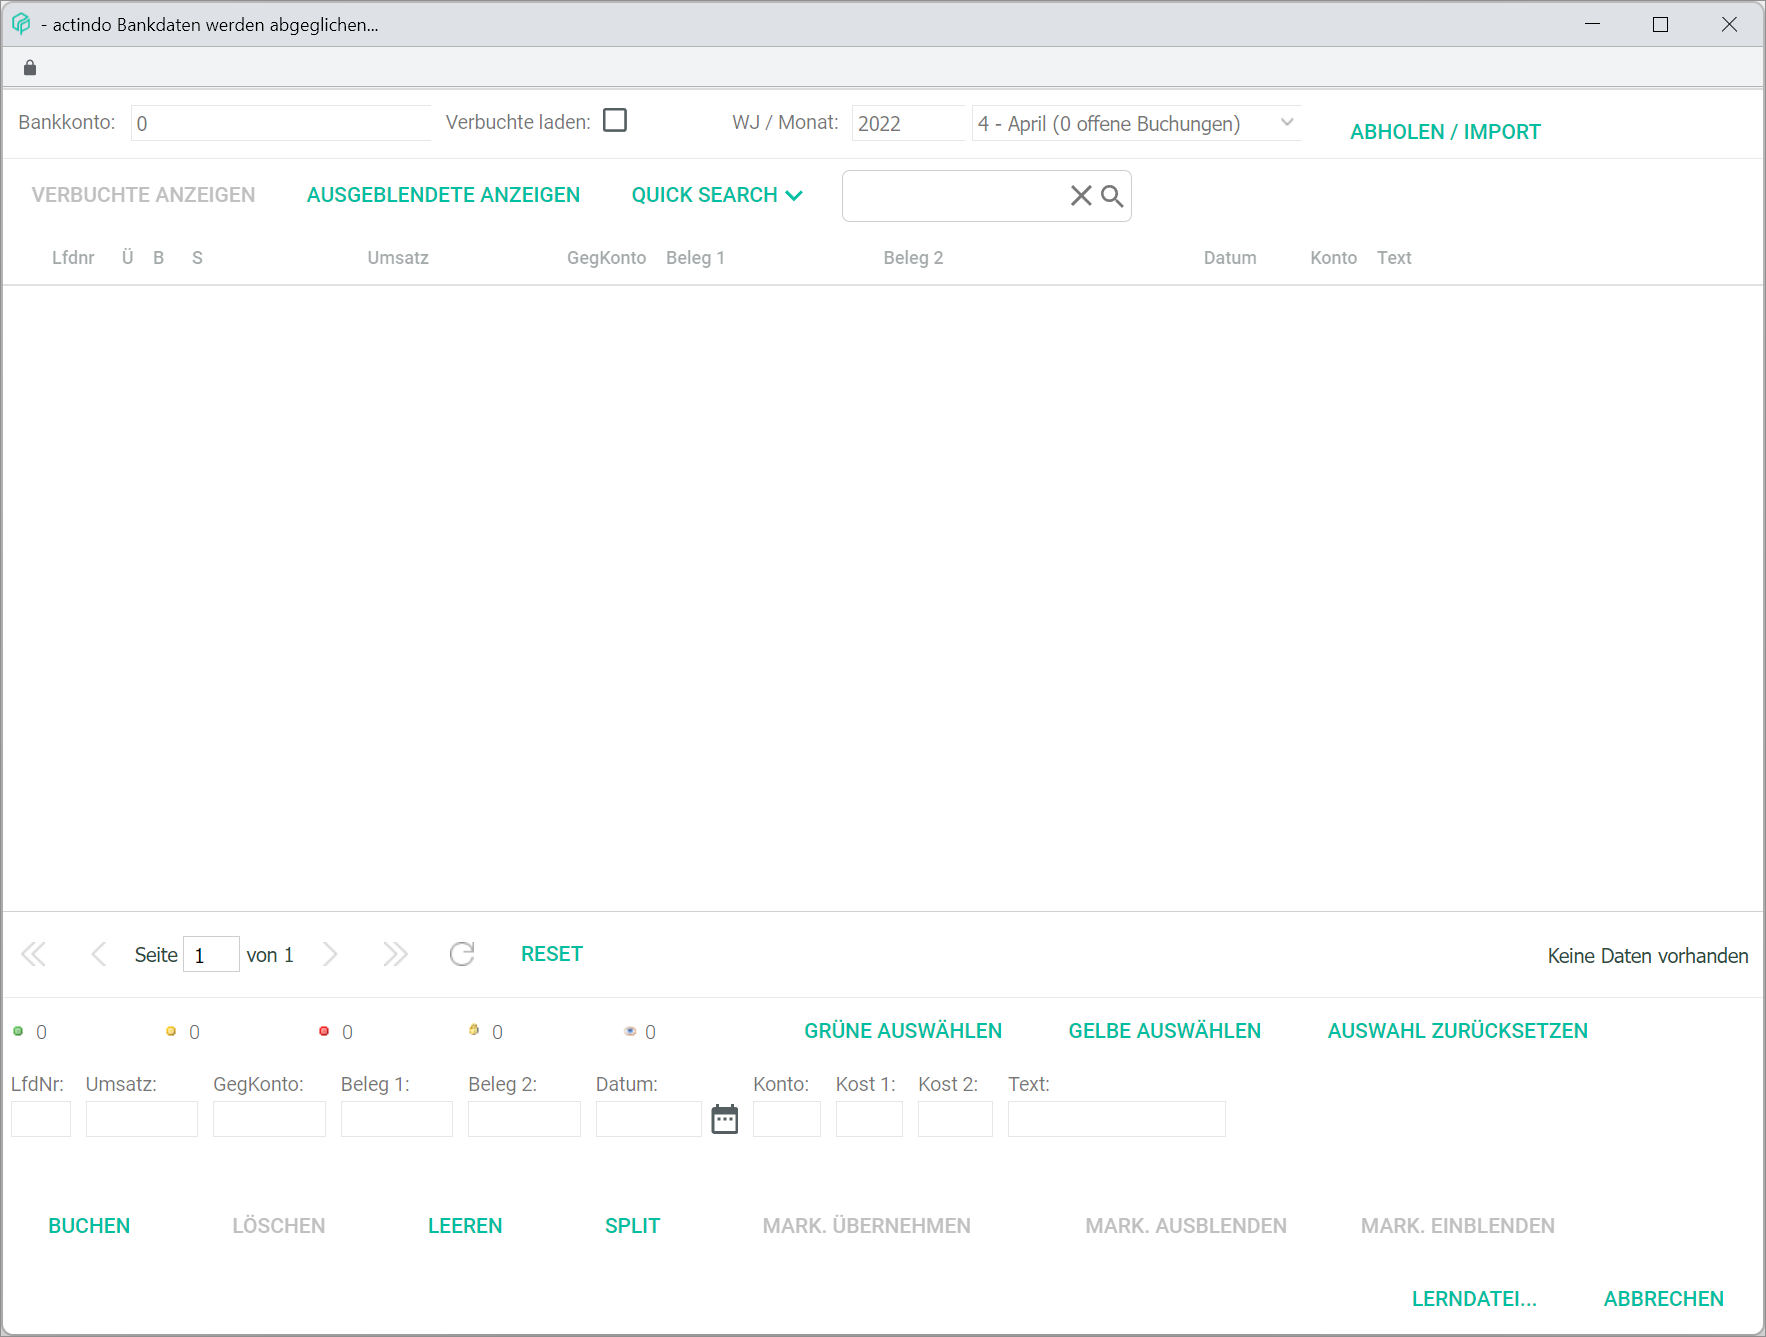 - actindo Bankdaten werden abgeglichen...
Bankkonto: 0 Verbuchte laden: WJ / Monat: 2022 4 - April (0 offene Buchungen) ABHOLEN / IMPORT
VERBUCHTE ANZEIGEN AUSGEBLENDETE ANZEIGEN QUICK SEARCH
Lfdnr Ü B S Umsatz GegKonto Beleg 1 Beleg 2 Datum Konto Text
Seite 1 von 1 RESET Keine Daten vorhanden
0 0 0 0 0 GRÜNE AUSWÄHLEN GELBE AUSWÄHLEN AUSWAHL ZURÜCKSETZEN
LfdNr: Umsatz: GegKonto: Beleg 1: Beleg 2: Datum: Konto: Kost 1: Kost 2: Text:
BUCHEN LÖSCHEN LEEREN SPLIT MARK. ÜBERNEHMEN MARK. AUSBLENDEN MARK. EINBLENDEN
LERNDATEI... ABBRECHEN